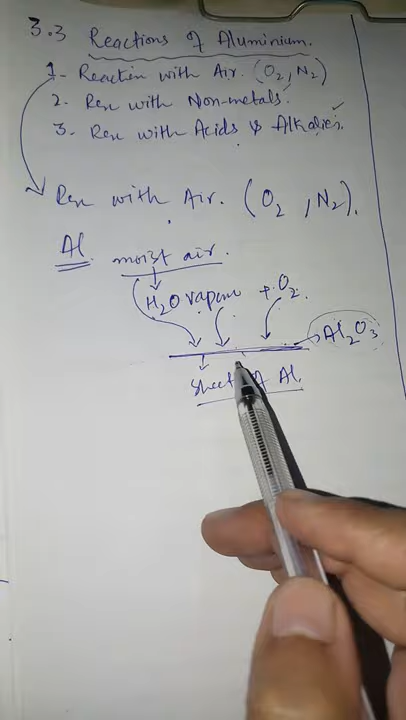 3.3 Reactions of Aluminium.
1- Reaction with Air. (O2, N2)
2. Rxn with Non-metals.
3. Rxn with Acids & Alkalies.
Rxn with Air. (O2, N2).
Al moist air.
H2O vapour + O2.
Al2O3
Sheet of Al.